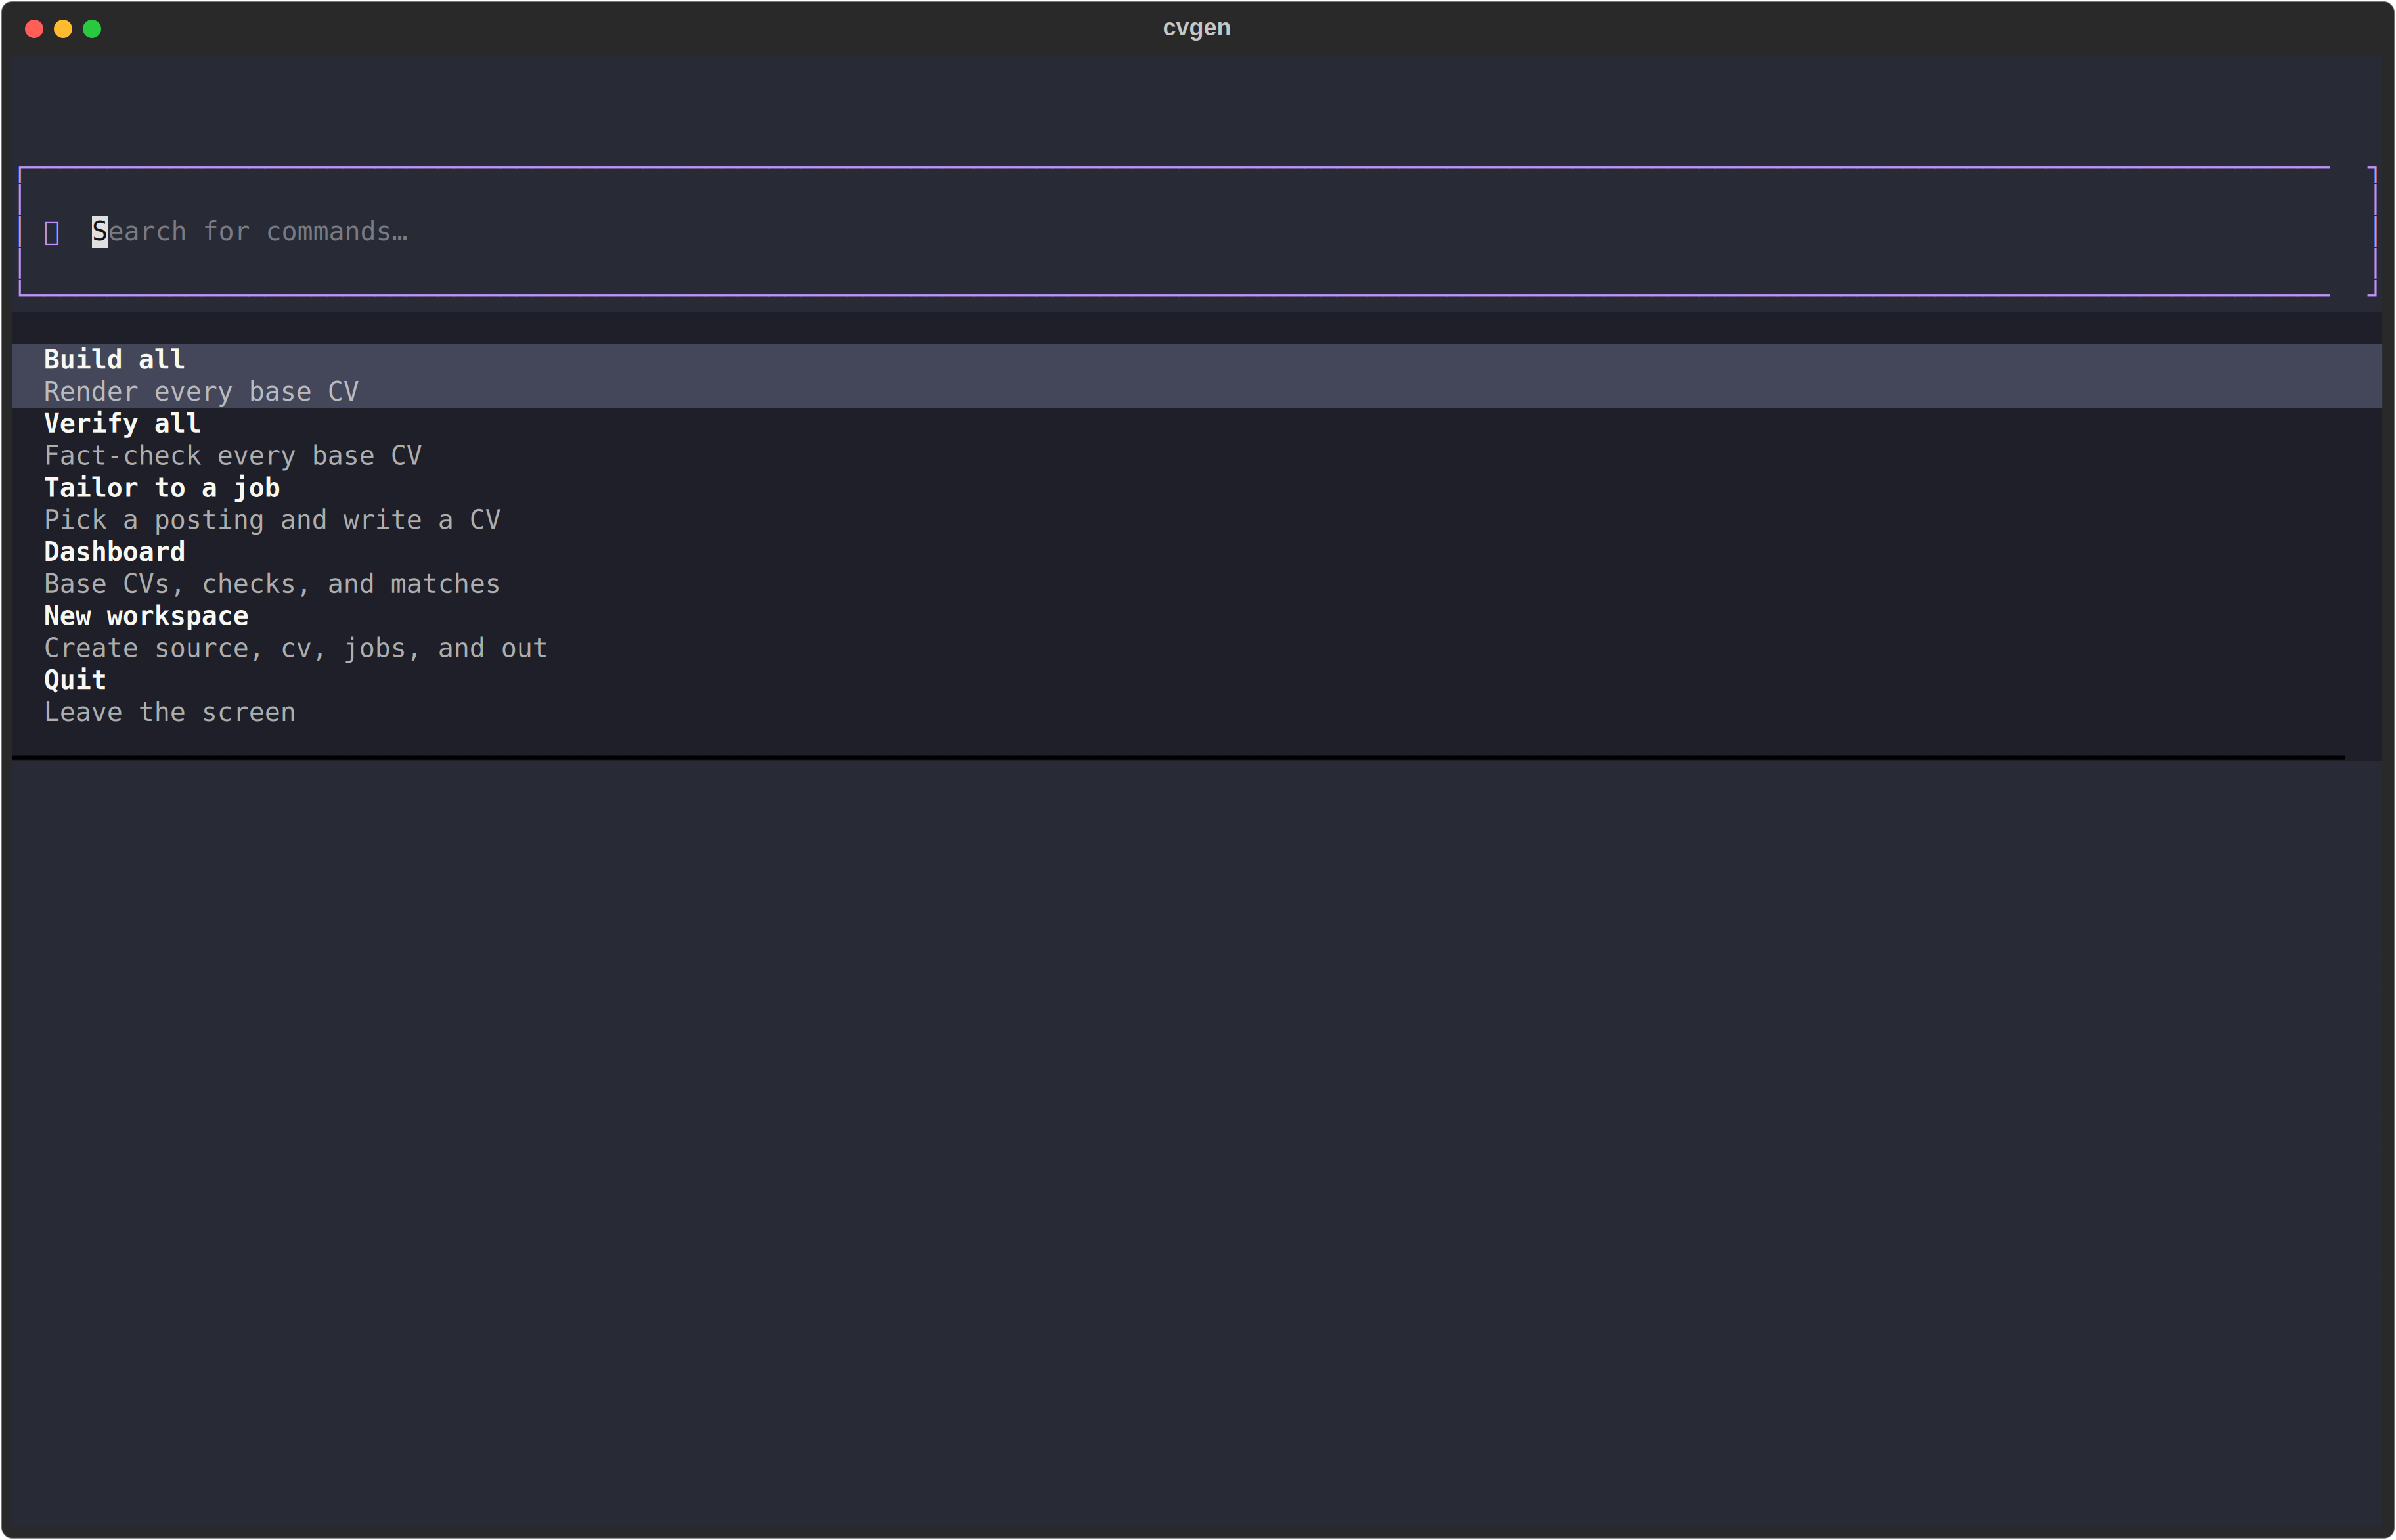 cvgen
Search for commands…
Build all
Render every base CV
Verify all
Fact-check every base CV
Tailor to a job
Pick a posting and write a CV
Dashboard
Base CVs, checks, and matches
New workspace
Create source, cv, jobs, and out
Quit
Leave the screen